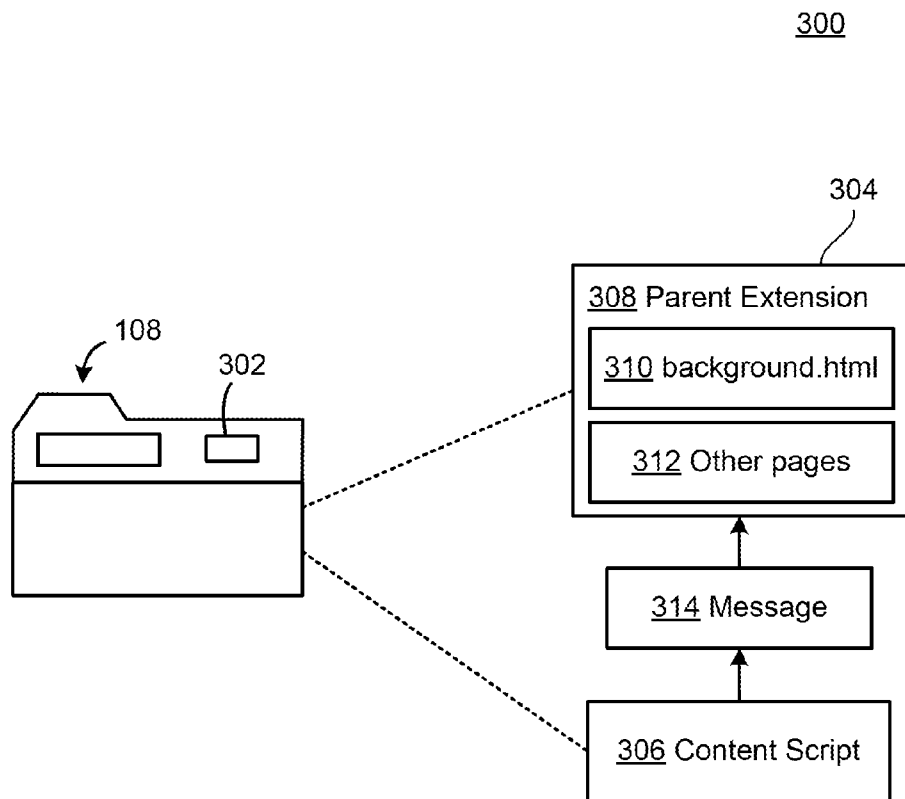 300
304
308 Parent Extension
108
302
310 background.html
312 Other pages
314 Message
306 Content Script